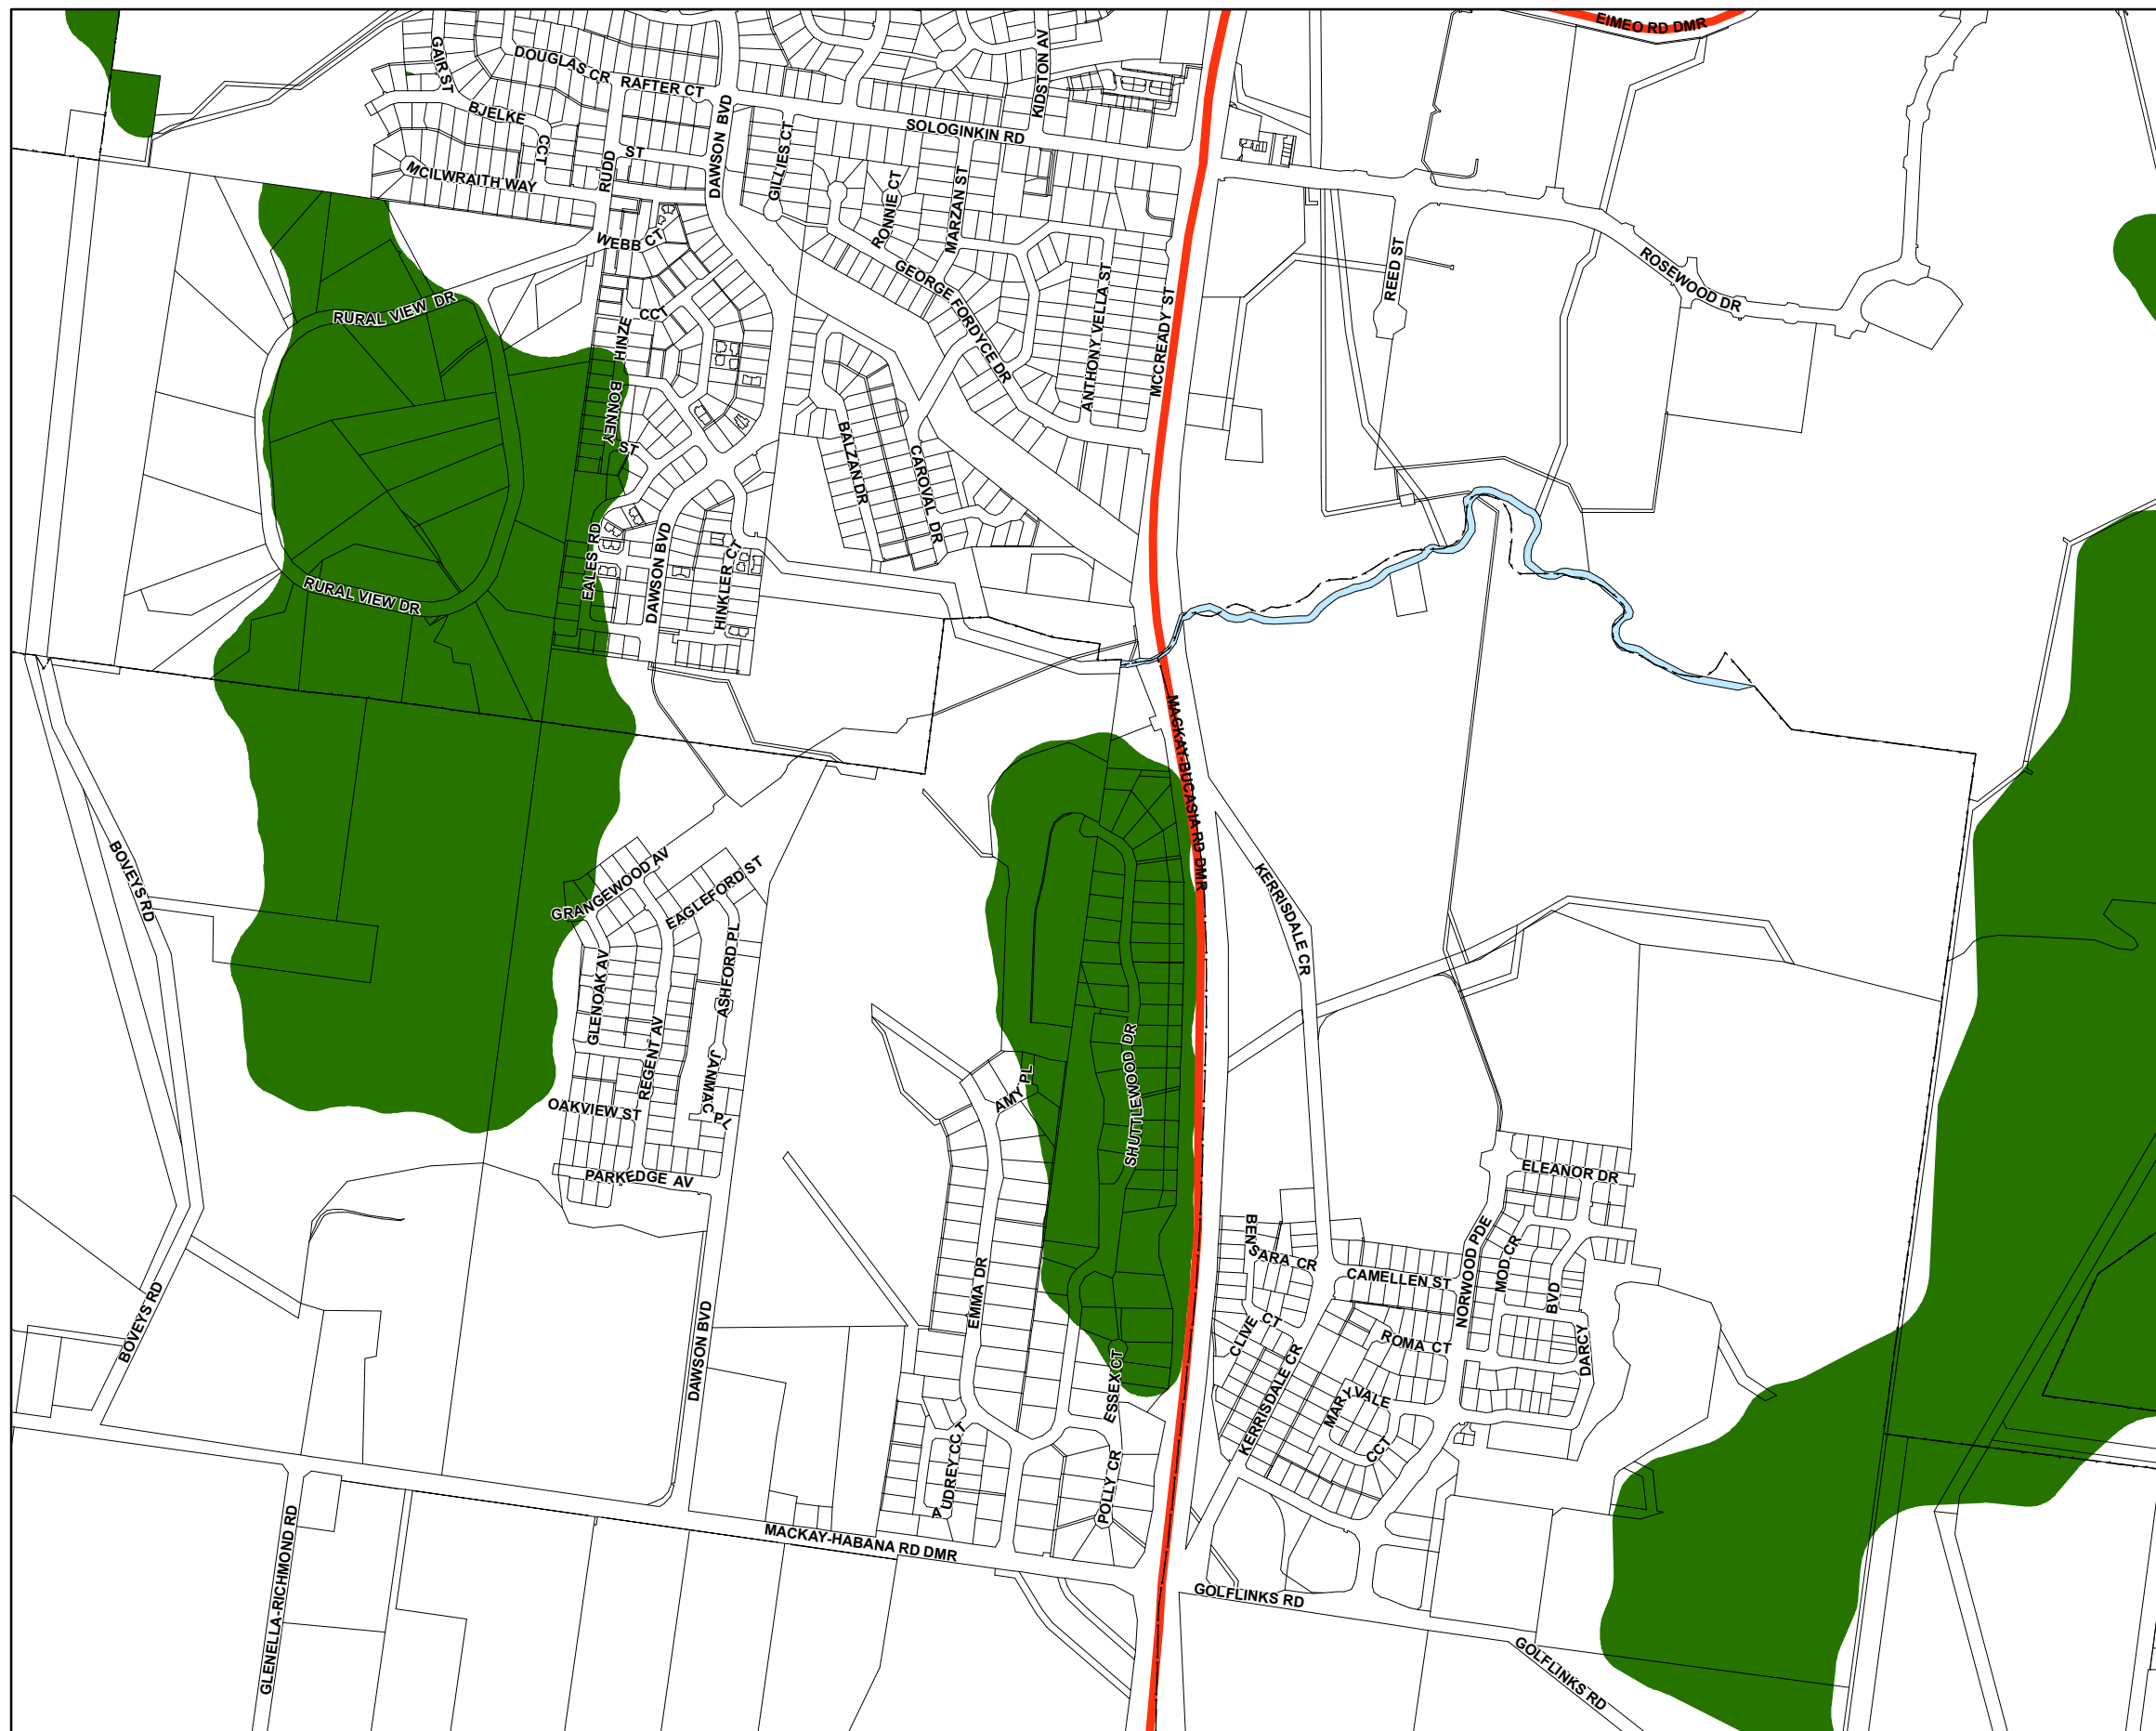 EIMEO RD DMR
GAIR ST
DOUGLAS CR
RAFTER CT
KIDSTON AV
BJELKE
CCT
DAWSON BVD
SOLOGINKIN RD
GILLIES CT
RUDD
ST
MCILWRAITH WAY
RONNIE CT
MARZAN ST
WEBB CT
GEORGE FORDYCE DR
ANTHONY VELLA ST
MCCREADY ST
REED ST
ROSEWOOD DR
RURAL VIEW DR
HINZE
CCT
BONNEY
ST
BALZAN DR
CAROVAL DR
EALES RD
DAWSON BVD
HINKLER CT
RURAL VIEW DR
MACKAY-BUCASIA RD DMR
BOVEYS RD
GRANGEWOOD AV
EAGLEFORD ST
KERRISDALE CR
GLENOAK AV
ASHFORD PL
REGENT AV
JANMAC
PL
AMY PL
SHUTTLEWOOD DR
OAKVIEW ST
PARKEDGE AV
ELEANOR DR
BEN
SARA CR
CAMELLEN ST
NORWOOD PDE
MOD CR
BVD
DARCY
BOVEYS RD
EMMA DR
DAWSON BVD
CLIVE CT
ROMA CT
KERRISDALE CR
MARYVALE
CCT
ESSEX CT
AUDREY CCT
POLLY CR
MACKAY-HABANA RD DMR
GLENELLA-RICHMOND RD
GOLFLINKS RD
GOLFLINKS RD